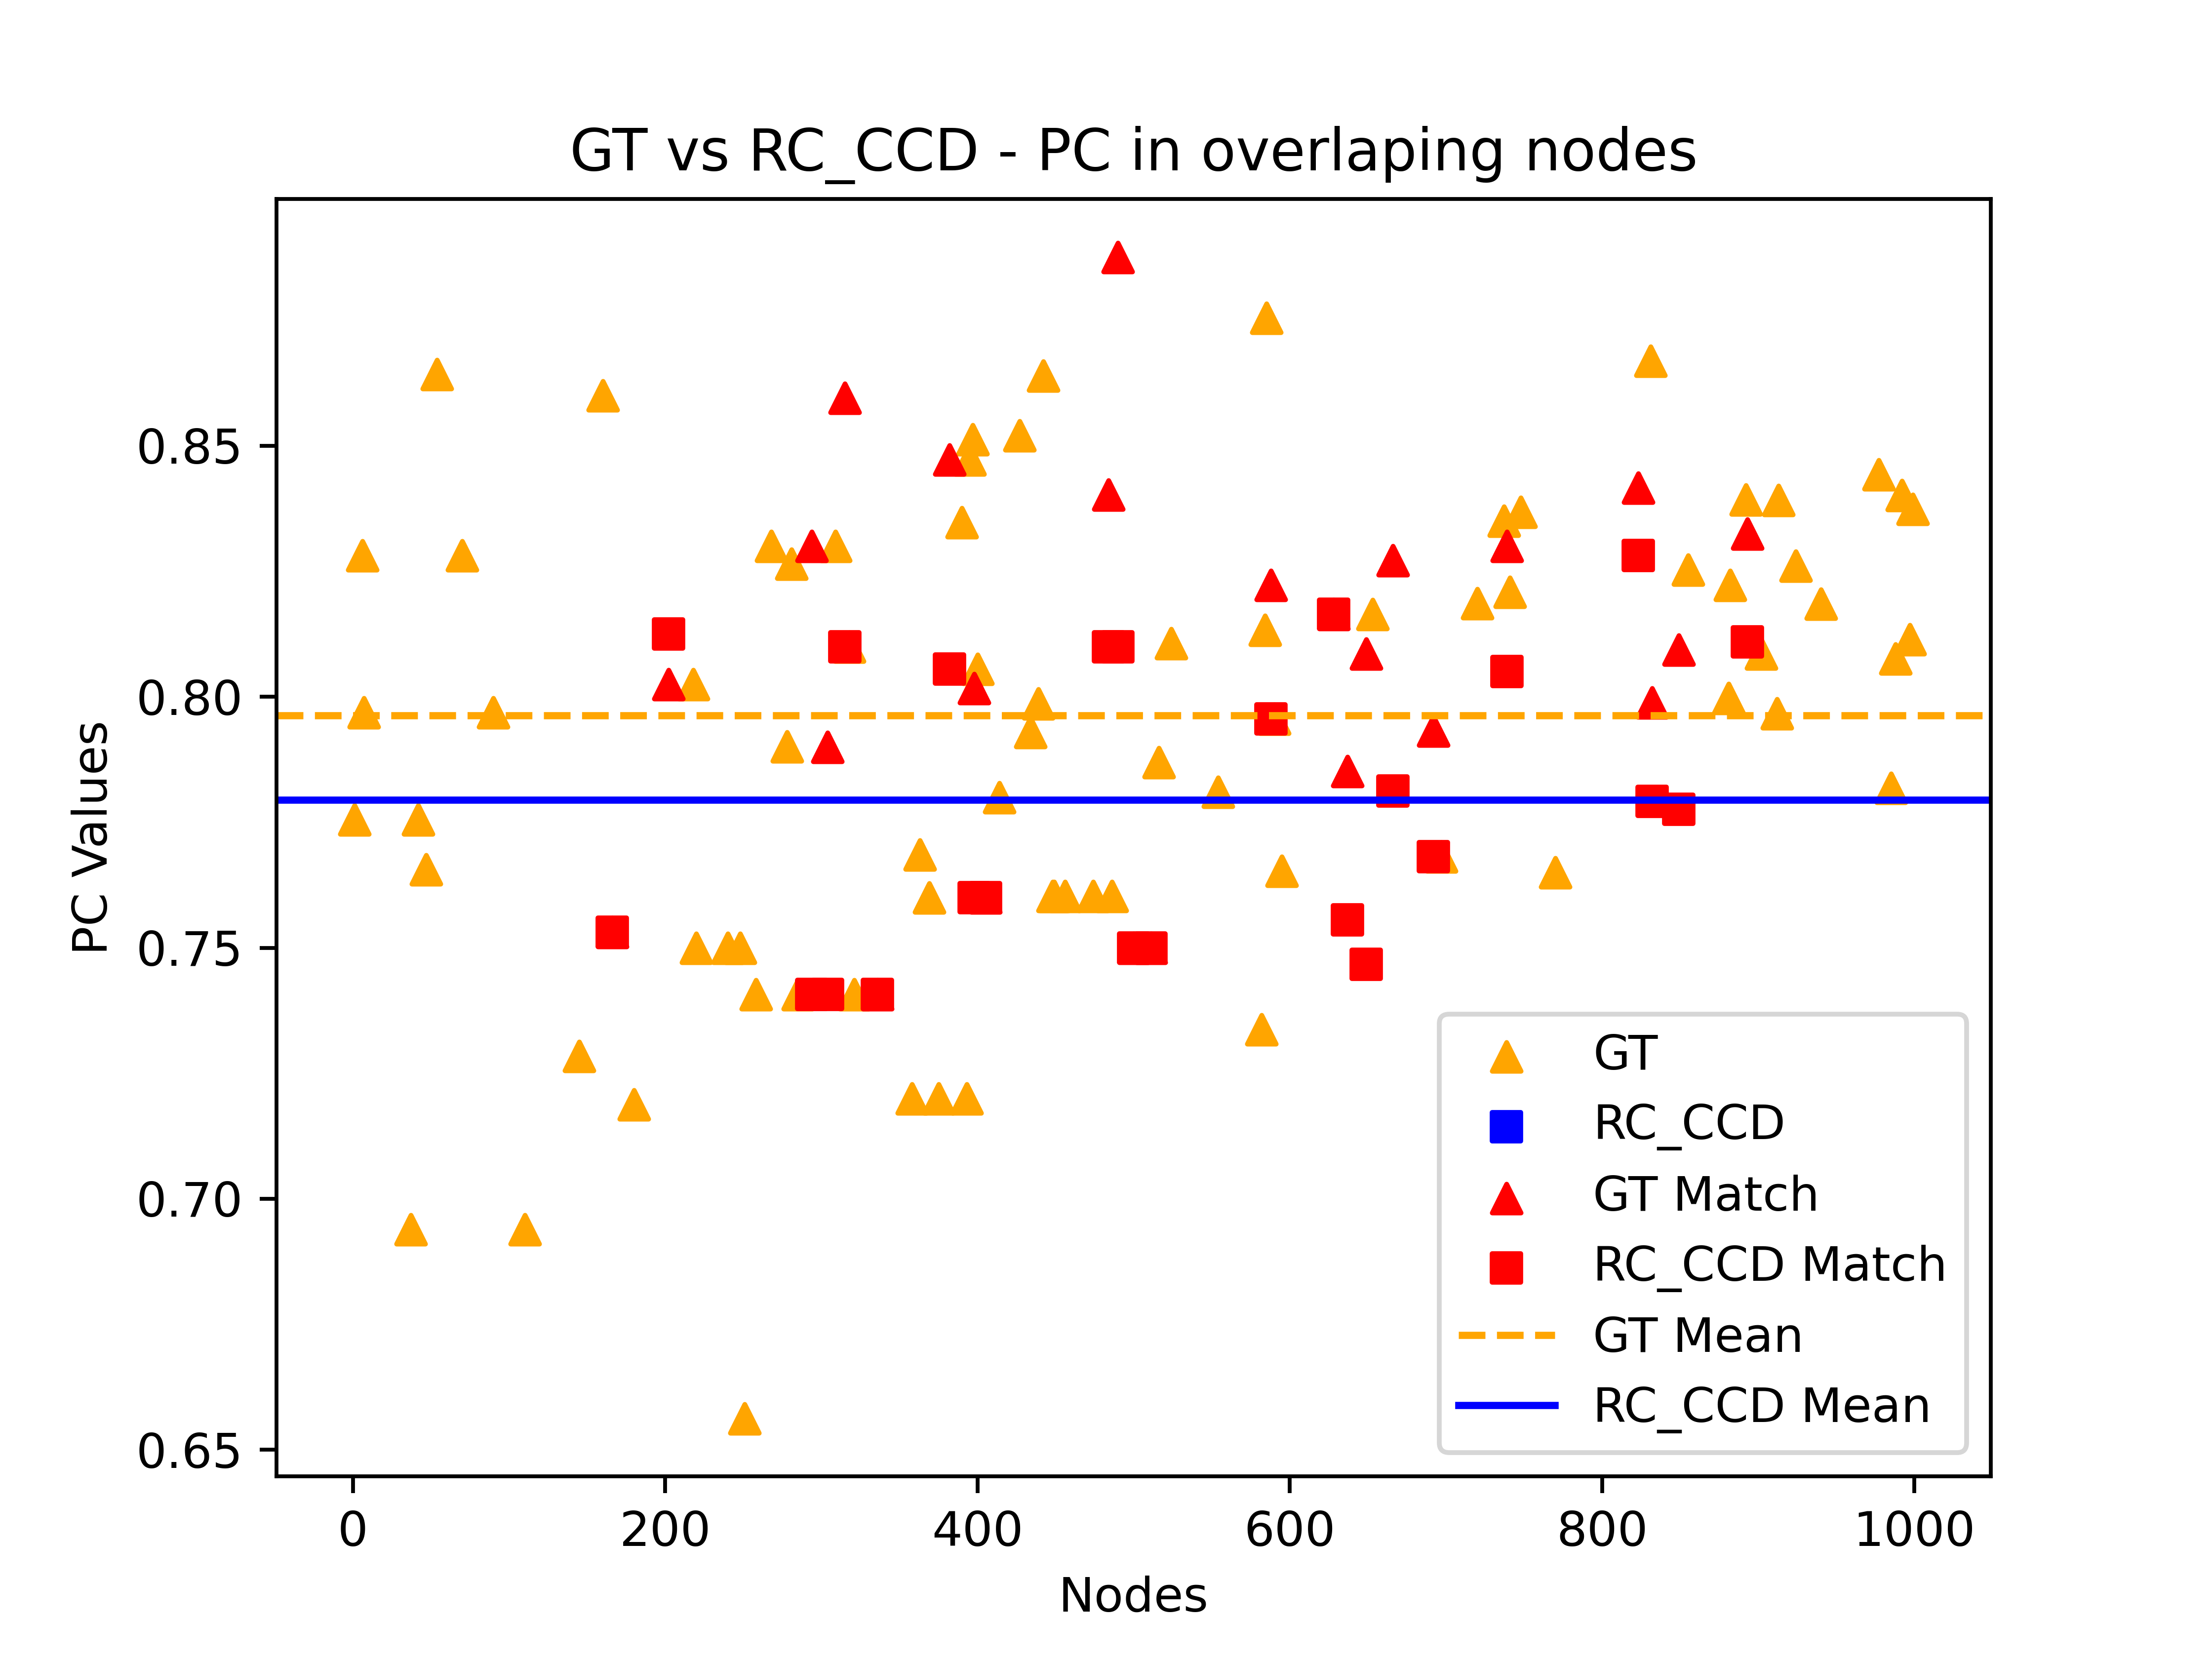 GT vs RC_CCD - PC in overlaping nodes
PC Values
0.85
0.80
0.75
0.70
0.65
GT
RC_CCD
GT Match
RC_CCD Match
GT Mean
RC_CCD Mean
0 200 400 600 800 1000
Nodes